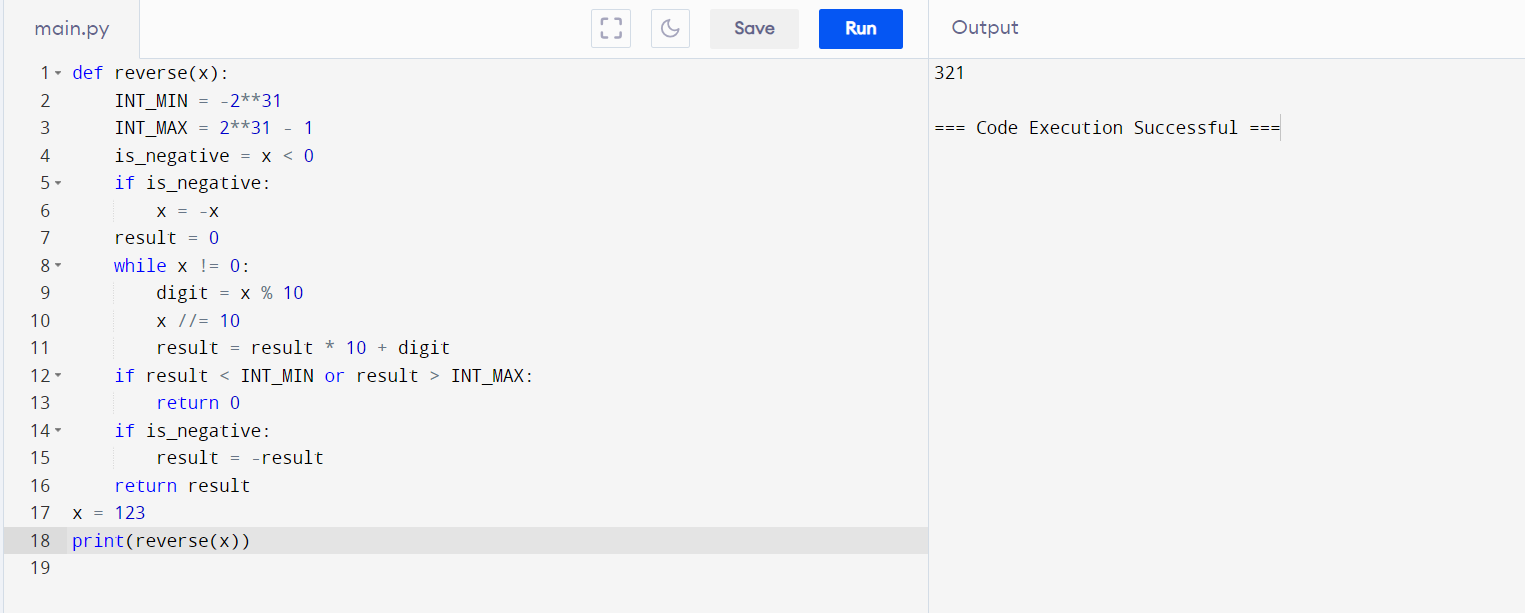 main.py
Save
Run
Output
1 def reverse(x):
2     INT_MIN = -2**31
3     INT_MAX = 2**31 - 1
4     is_negative = x < 0
5     if is_negative:
6         x = -x
7     result = 0
8     while x != 0:
9         digit = x % 10
10         x //= 10
11         result = result * 10 + digit
12     if result < INT_MIN or result > INT_MAX:
13         return 0
14     if is_negative:
15         result = -result
16     return result
17 x = 123
18 print(reverse(x))
19
321
=== Code Execution Successful ===